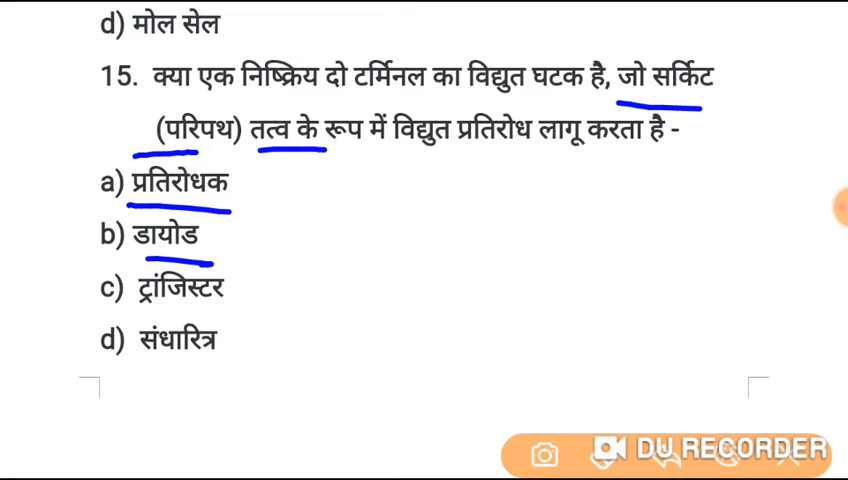 d) मोल सेल
15. क्या एक निष्क्रिय दो टर्मिनल का विद्युत घटक है, जो सर्किट
(परिपथ) तत्व के रूप में विद्युत प्रतिरोध लागू करता है -
a) प्रतिरोधक
b) डायोड
c) ट्रांजिस्टर
d) संधारित्र
DU RECORDER